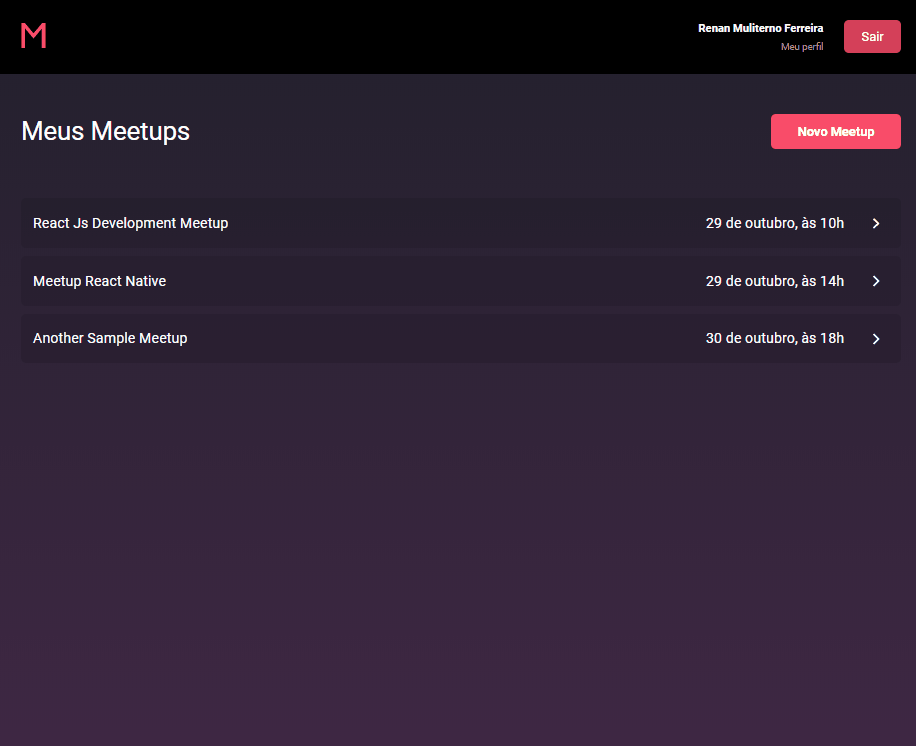 M
Renan Muliterno Ferreira
Meu perfil
Sair
Meus Meetups
Novo Meetup
React Js Development Meetup
29 de outubro, às 10h
Meetup React Native
29 de outubro, às 14h
Another Sample Meetup
30 de outubro, às 18h